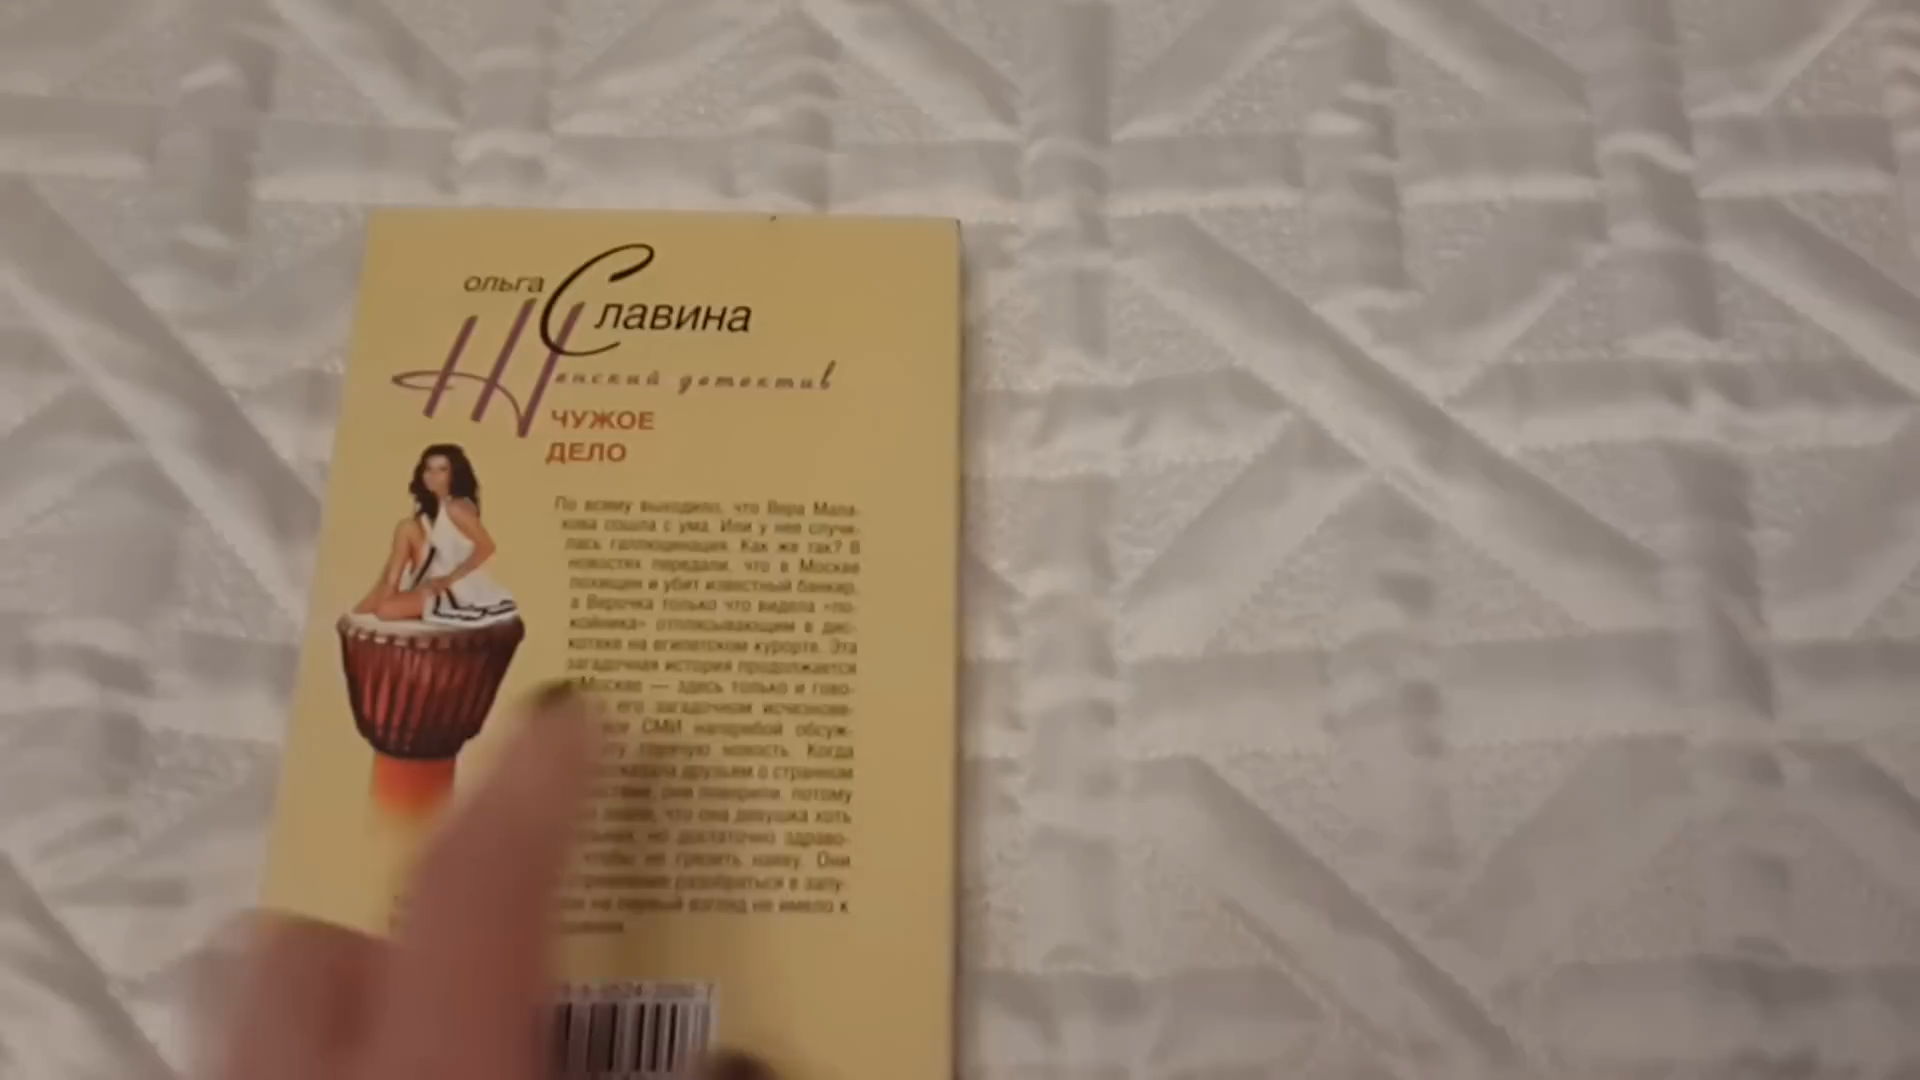 ольга
Славина
Женский детектив
ЧУЖОЕ
ДЕЛО
По всему выходило, что Вера Мала-
хова сошла с ума. Или у нее случи-
лась галлюцинация. Как же так? В
новостях передали, что в Москве
похищен и убит известный банкир,
а Верочка только что видела «по-
койника» отплясывающим в дис-
котеке на египетском курорте. Эта
загадочная история продолжается
Москве — здесь только и гово-
его загадочном исчезнове-
все СМИ наперебой обсуж-
горячую новость. Когда
рассказала друзьям о странном
они поверили, потому
что она девушка хоть
но достаточно здраво-
чтобы не грезить наяву. Они
разобраться в запу-
на первый взгляд не имело к